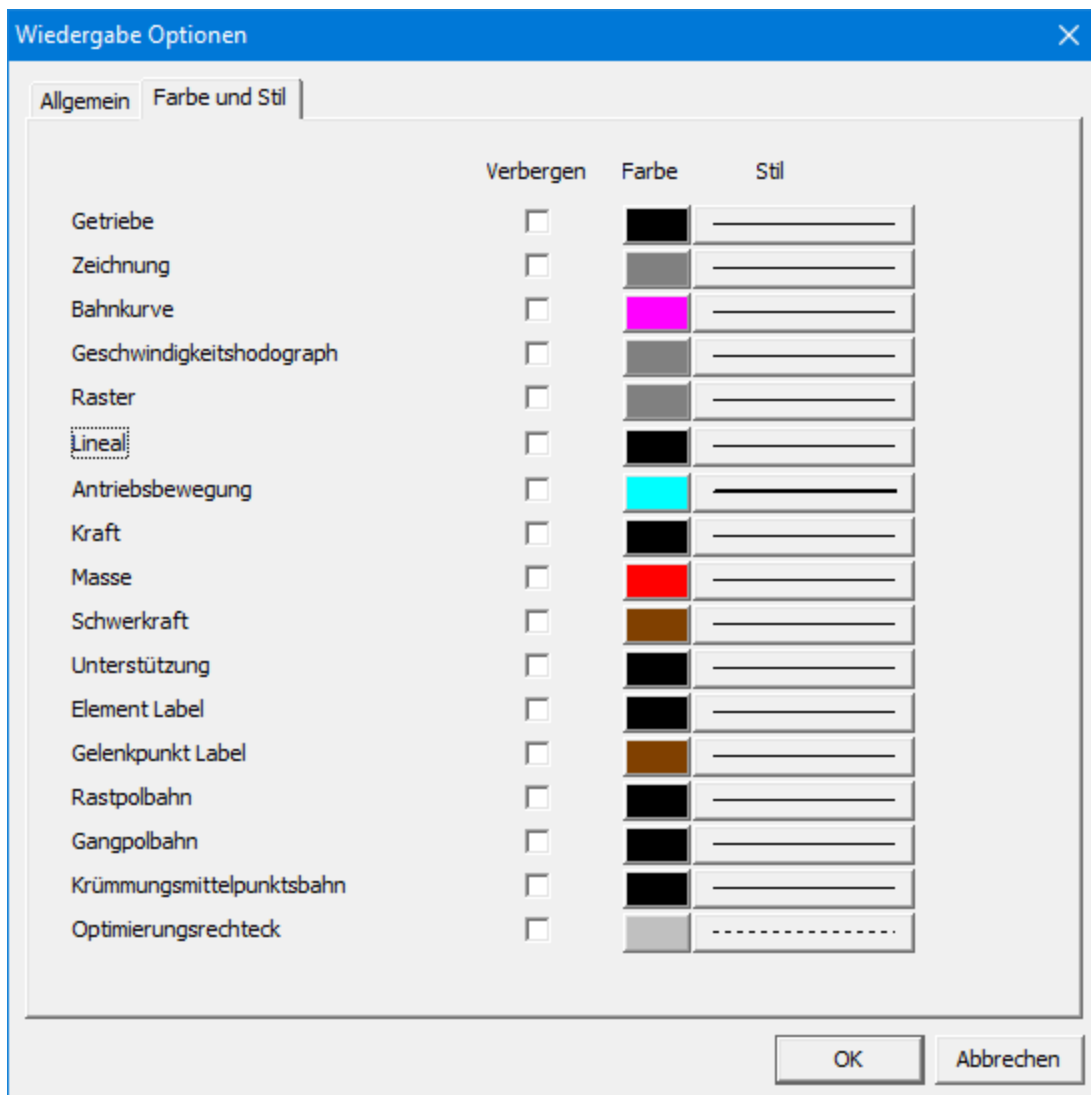 Wiedergabe Optionen
Allgemein Farbe und Stil
Verbergen Farbe Stil
Getriebe
Zeichnung
Bahnkurve
Geschwindigkeitshodograph
Raster
Lineal
Antriebsbewegung
Kraft
Masse
Schwerkraft
Unterstützung
Element Label
Gelenkpunkt Label
Rastpolbahn
Gangpolbahn
Krümmungsmittelpunktsbahn
Optimierungsrechteck
OK Abbrechen